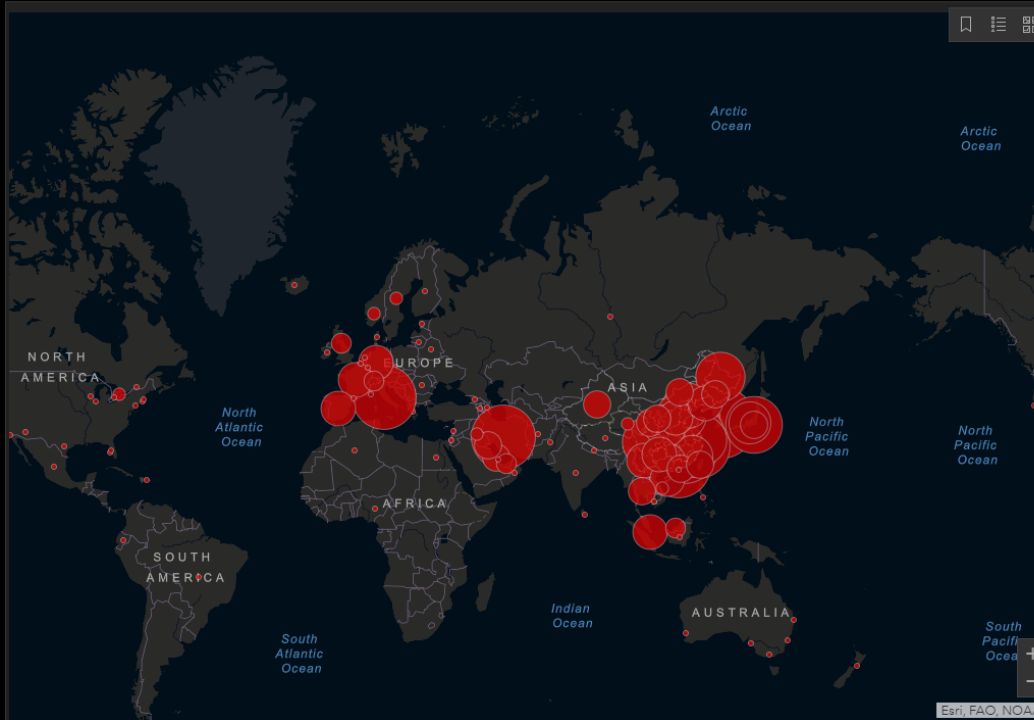 Arctic
Ocean
Arctic
Ocean
NORTH
AMERICA
EUROPE
ASIA
North
Atlantic
Ocean
North
Pacific
Ocean
North
Pacific
Ocean
AFRICA
SOUTH
AMERICA
Indian
Ocean
AUSTRALIA
South
Atlantic
Ocean
South
Pacifi
Ocea
Esri, FAO, NOA